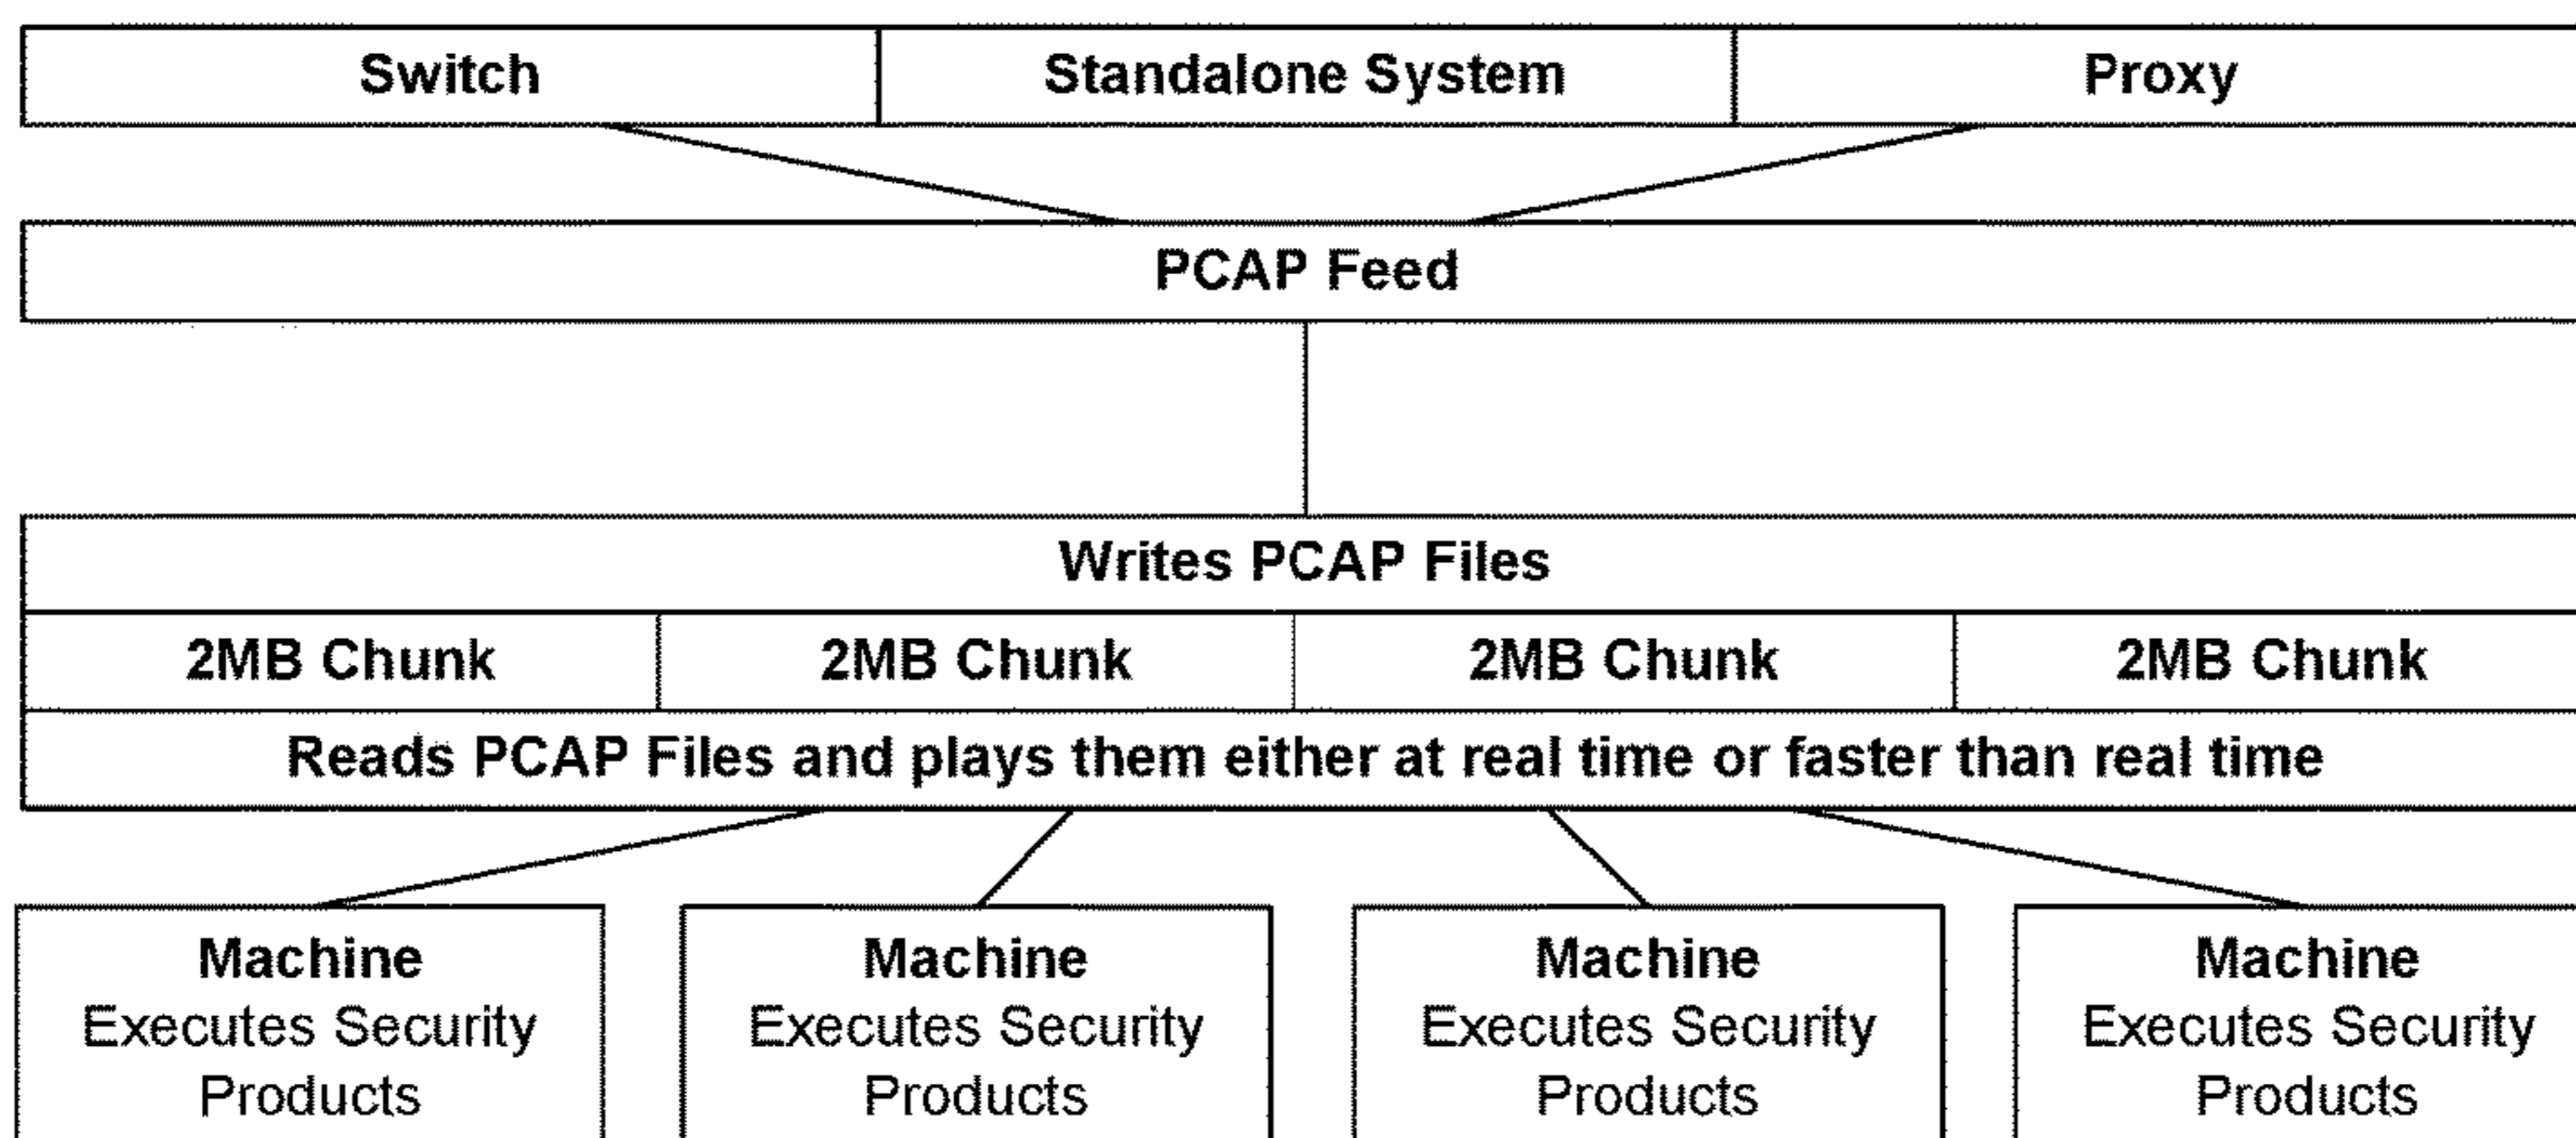 Switch Standalone System Proxy
PCAP Feed
Writes PCAP Files
2MB Chunk 2MB Chunk 2MB Chunk 2MB Chunk
Reads PCAP Files and plays them either at real time or faster than real time
Machine Machine Machine Machine
Executes Security Executes Security Executes Security Executes Security
Products Products Products Products